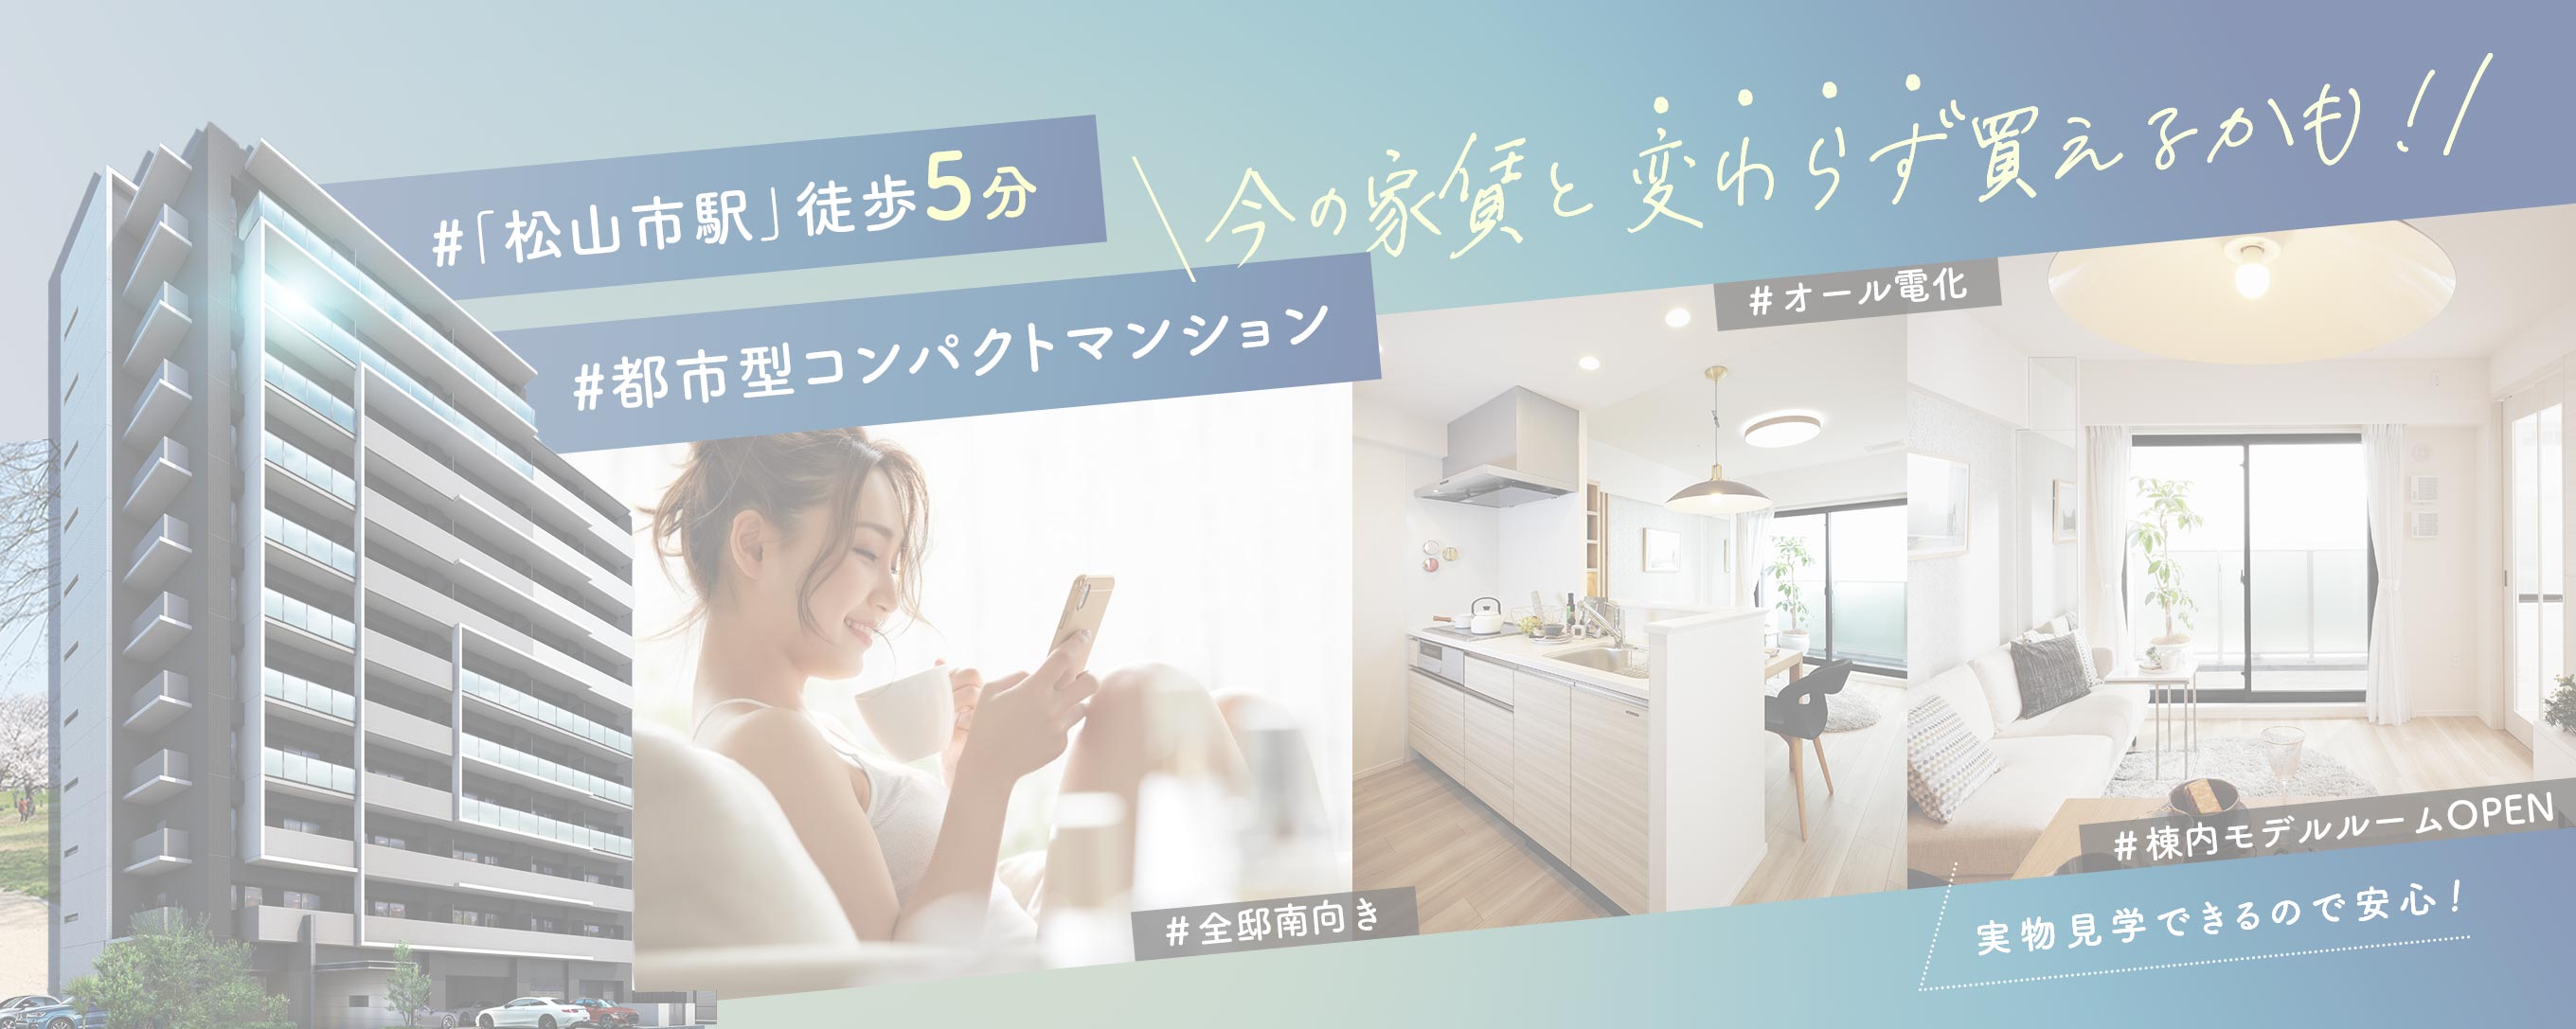 #「松山市駅」徒歩5分
今の家賃と変わらず買えるかも!!
#都市型コンパクトマンション
#オール電化
#全邸南向き
#棟内モデルルームOPEN
実物見学できるので安心!